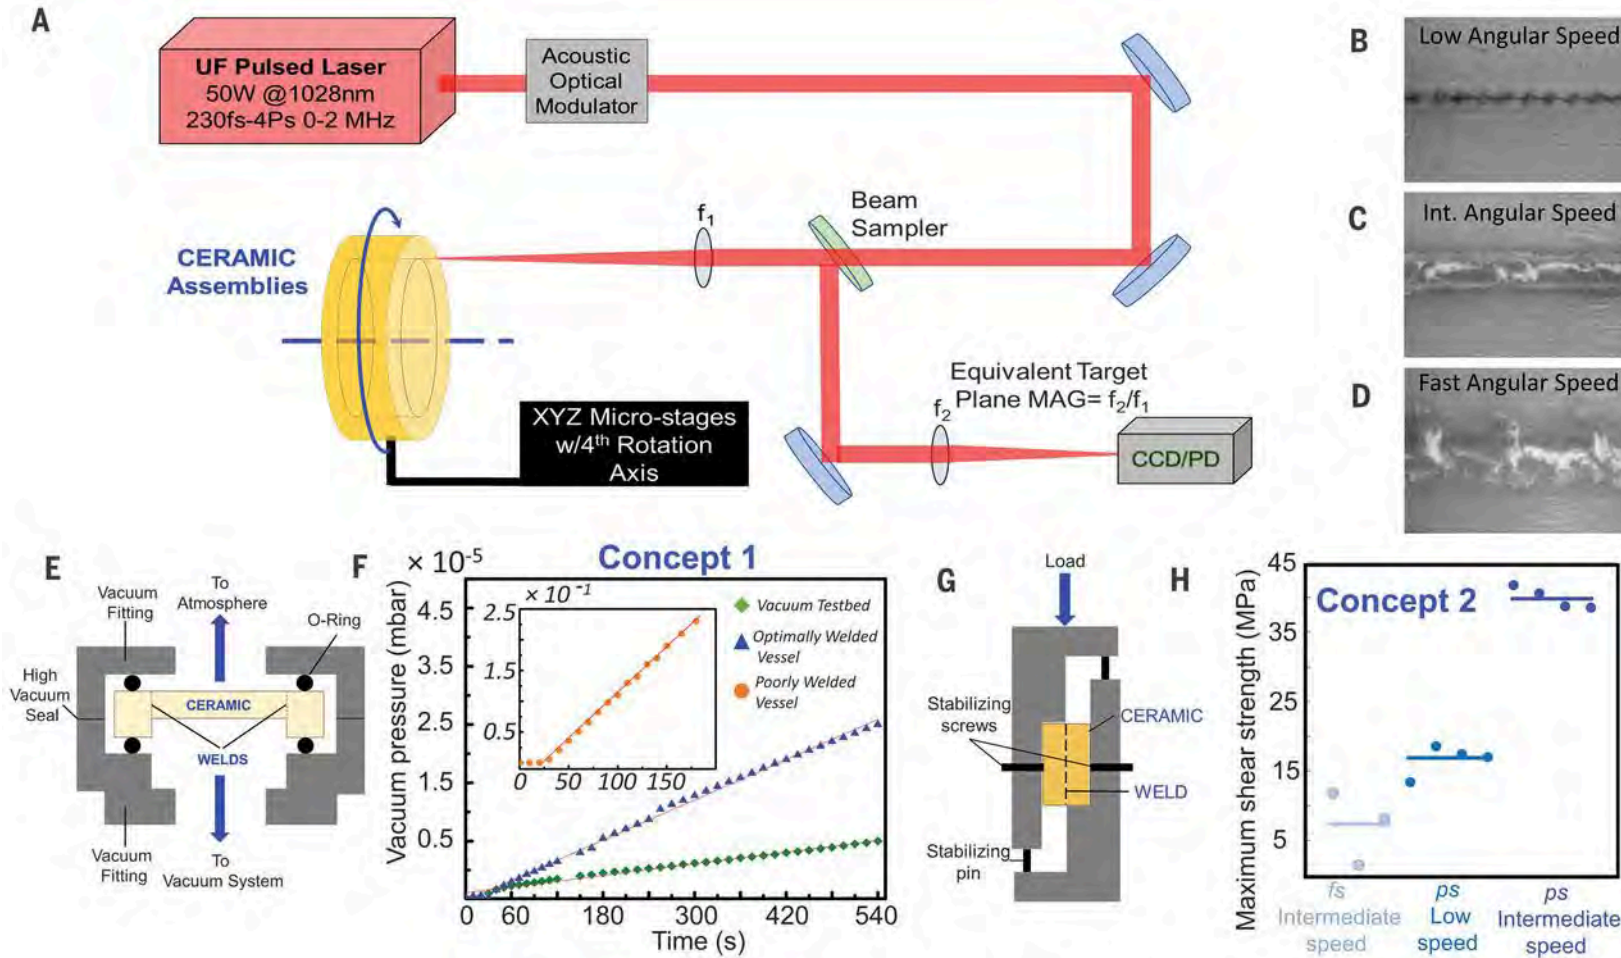 A
UF Pulsed Laser
50W @1028nm
230fs-4Ps 0-2 MHz
Acoustic
Optical
Modulator
Beam
Sampler
f1
CERAMIC
Assemblies
XYZ Micro-stages
w/4th Rotation
Axis
Equivalent Target
Plane MAG= f2/f1
f2
CCD/PD
B
Low Angular Speed
C
Int. Angular Speed
D
Fast Angular Speed
E
Vacuum
Fitting
To
Atmosphere
O-Ring
High
Vacuum
Seal
CERAMIC
WELDS
Vacuum
Fitting
To
Vacuum System
F
× 10-5
Concept 1
Vacuum pressure (mbar)
4.5
3.5
2.5
1.5
0.5
0 60 180 300 420 540
Time (s)
× 10-1
2.5
1.5
0.5
0 50 100 150
Vacuum Testbed
Optimally Welded
Vessel
Poorly Welded
Vessel
G
Load
Stabilizing
screws
CERAMIC
WELD
Stabilizing
pin
H
Concept 2
Maximum shear strength (MPa)
45
35
15
5
fs
Intermediate
speed
ps
Low
speed
ps
Intermediate
speed